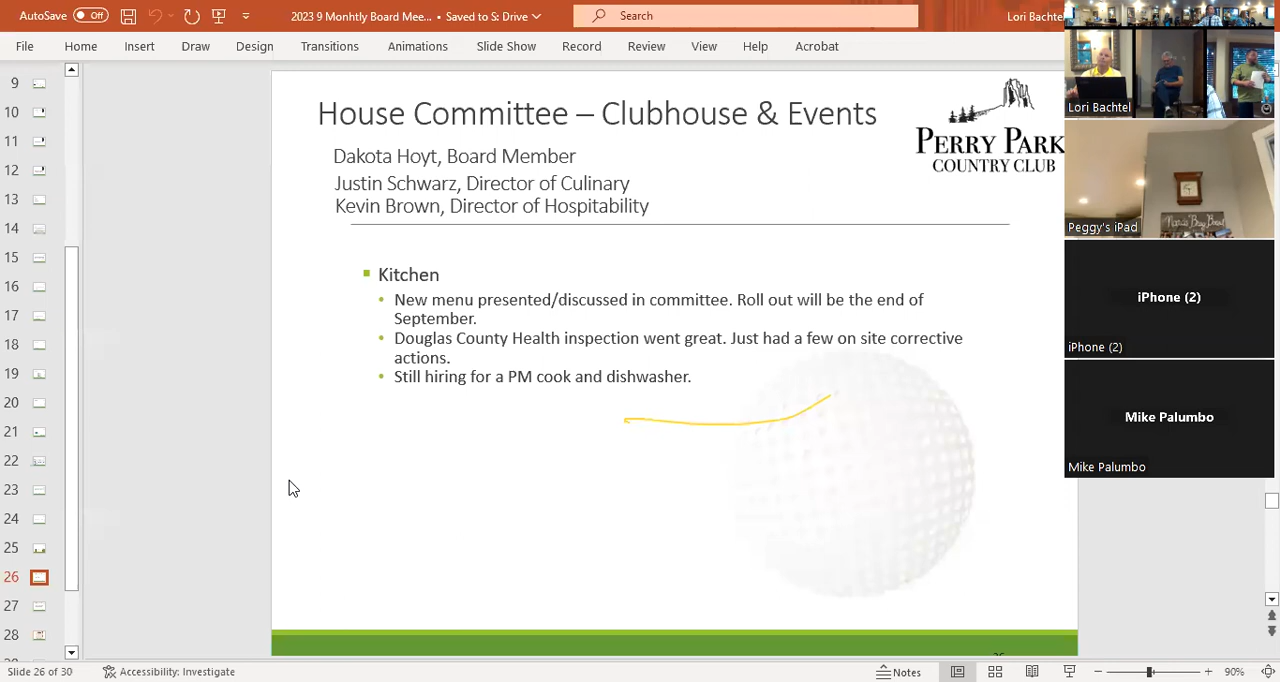 AutoSave Off 2023 9 Monhtly Board Mee... • Saved to S: Drive Search Lori Bachtel
File Home Insert Draw Design Transitions Animations Slide Show Record Review View Help Acrobat
9
10
11
12
13
14
15
16
17
18
19
20
21
22
23
24
25
26
27
28
House Committee – Clubhouse & Events
Dakota Hoyt, Board Member
Justin Schwarz, Director of Culinary
Kevin Brown, Director of Hospitability
PERRY PARK
COUNTRY CLUB
Kitchen
New menu presented/discussed in committee. Roll out will be the end of
September.
Douglas County Health inspection went great. Just had a few on site corrective
actions.
Still hiring for a PM cook and dishwasher.
Lori Bachtel
Peggy's iPad
iPhone (2)
iPhone (2)
Mike Palumbo
Mike Palumbo
Slide 26 of 30 Accessibility: Investigate Notes 90%